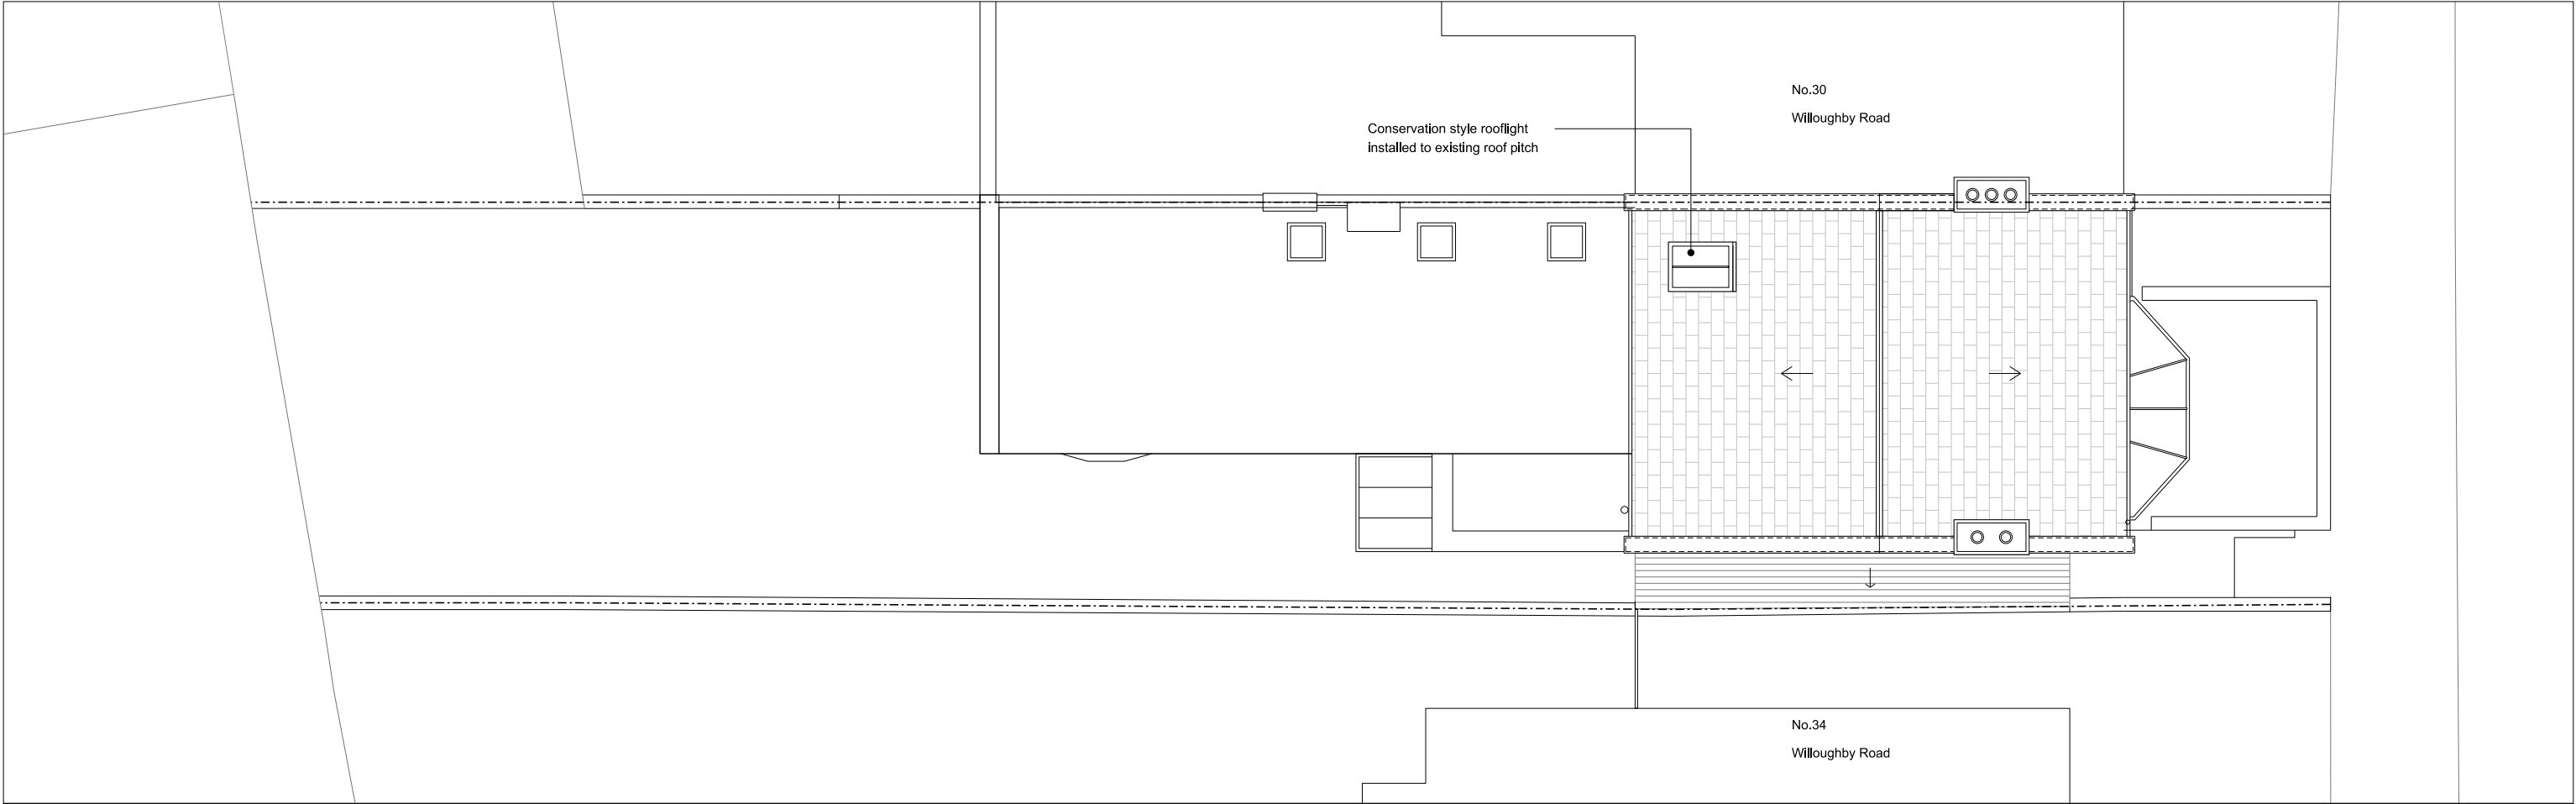 No.30
Willoughby Road
Conservation style rooflight
installed to existing roof pitch
No.34
Willoughby Road